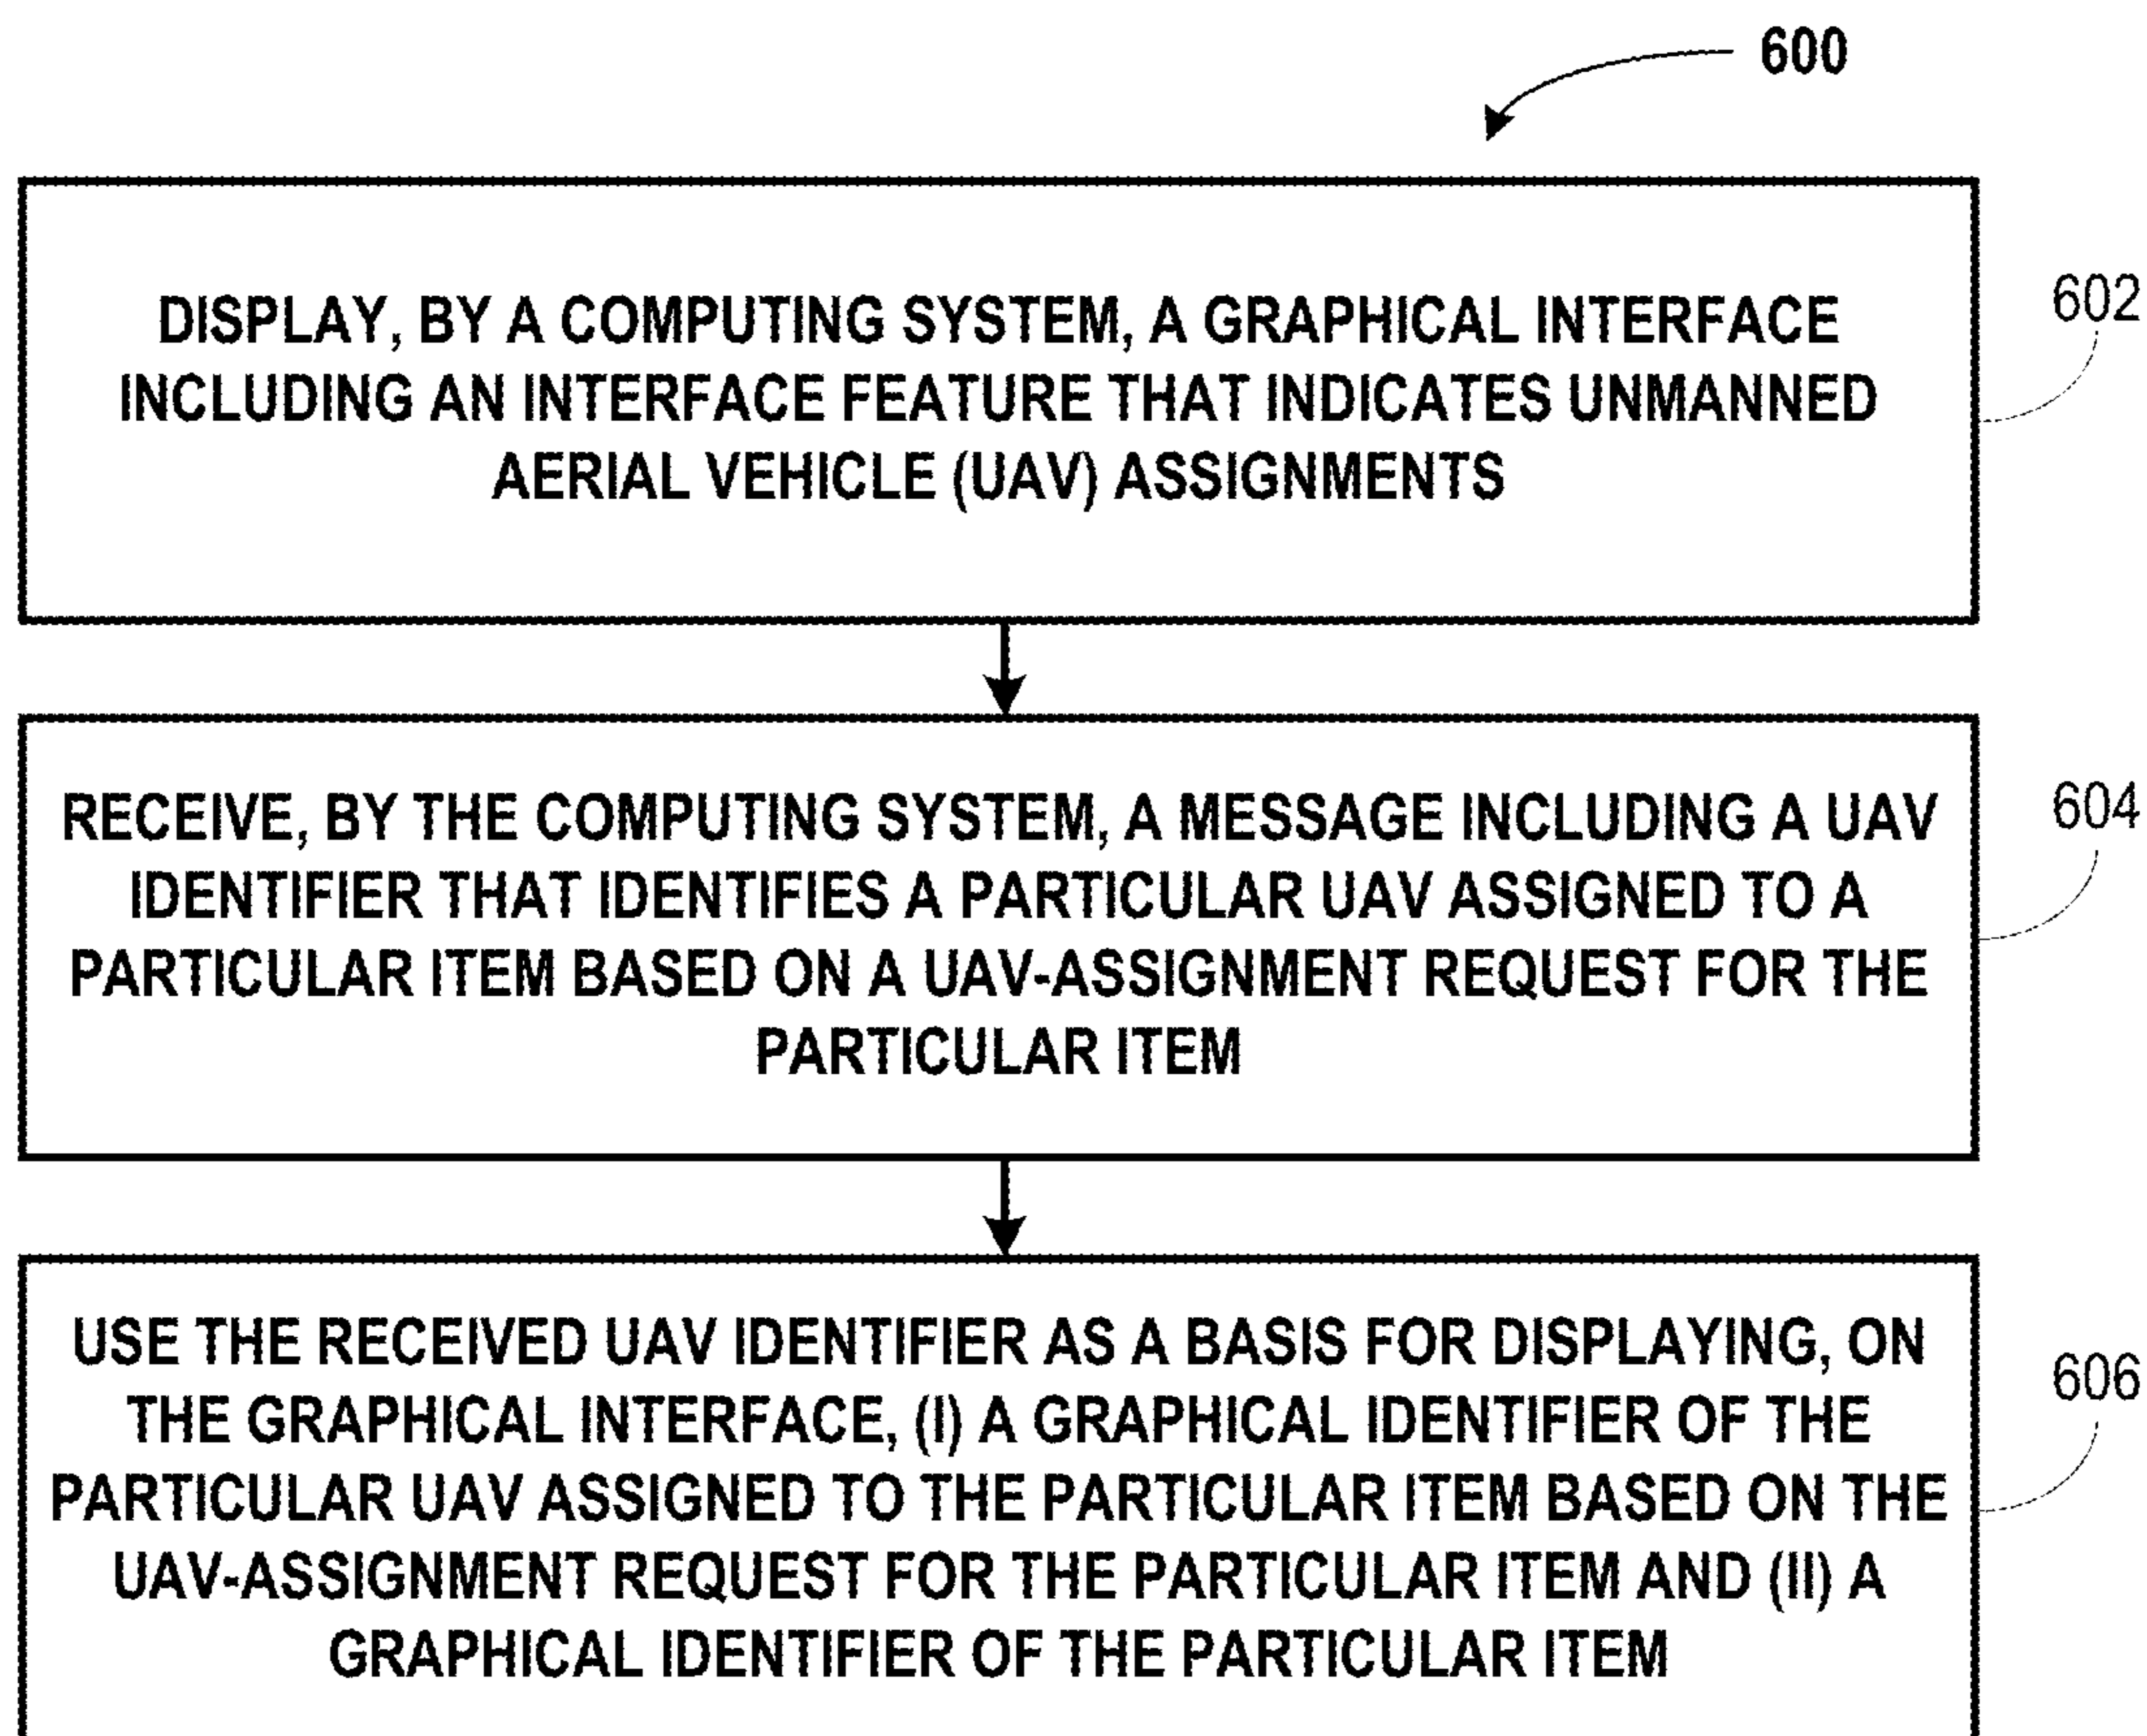 600
DISPLAY, BY A COMPUTING SYSTEM, A GRAPHICAL INTERFACE
INCLUDING AN INTERFACE FEATURE THAT INDICATES UNMANNED
AERIAL VEHICLE (UAV) ASSIGNMENTS
602
RECEIVE, BY THE COMPUTING SYSTEM, A MESSAGE INCLUDING A UAV
IDENTIFIER THAT IDENTIFIES A PARTICULAR UAV ASSIGNED TO A
PARTICULAR ITEM BASED ON A UAV-ASSIGNMENT REQUEST FOR THE
PARTICULAR ITEM
604
USE THE RECEIVED UAV IDENTIFIER AS A BASIS FOR DISPLAYING, ON
THE GRAPHICAL INTERFACE, (I) A GRAPHICAL IDENTIFIER OF THE
PARTICULAR UAV ASSIGNED TO THE PARTICULAR ITEM BASED ON THE
UAV-ASSIGNMENT REQUEST FOR THE PARTICULAR ITEM AND (II) A
GRAPHICAL IDENTIFIER OF THE PARTICULAR ITEM
606